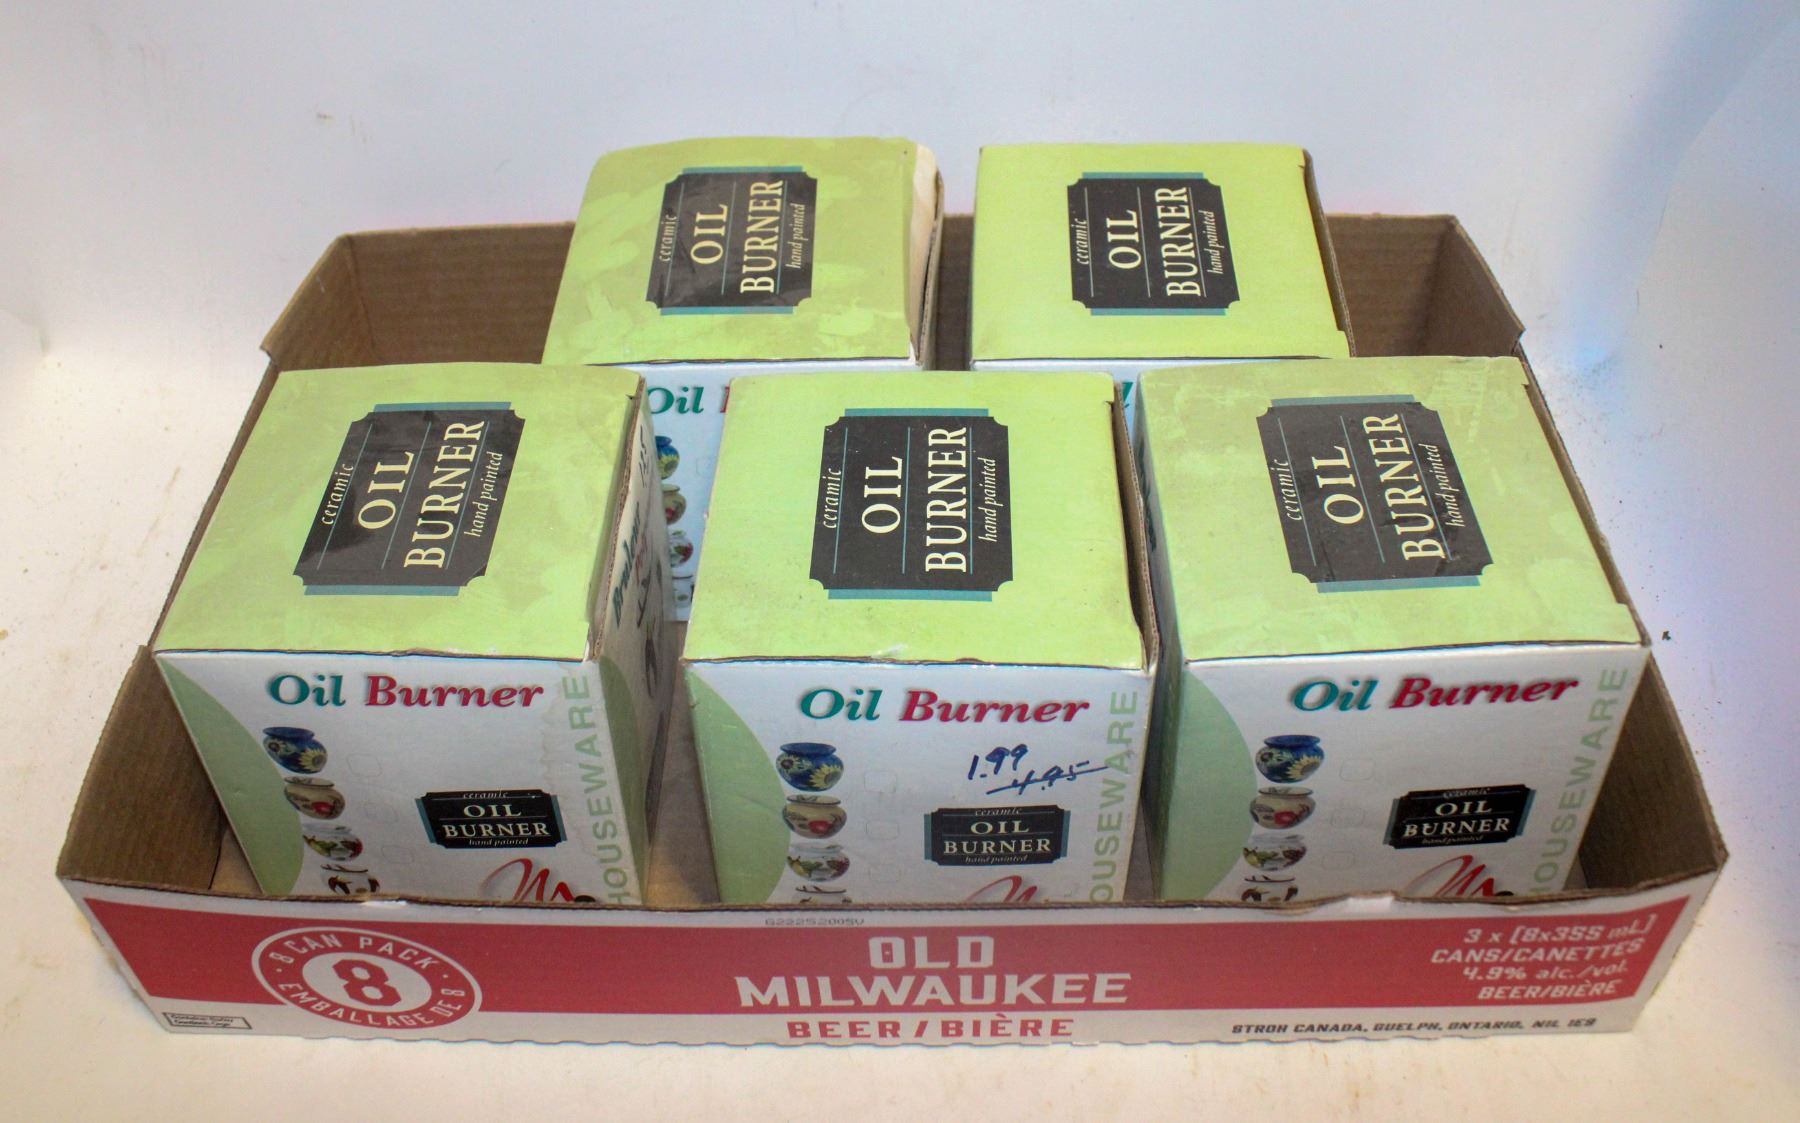 ceramic
OIL
BURNER
hand painted
ceramic
OIL
BURNER
hand painted
Oil
ceramic
OIL
BURNER
hand painted
ceramic
OIL
BURNER
hand painted
ceramic
OIL
BURNER
hand painted
Oil Burner
HOUSEWARE
ceramic
OIL
BURNER
hand painted
Oil Burner
1.99
4.95
HOUSEWARE
ceramic
OIL
BURNER
hand painted
Oil Burner
HOUSEWARE
ceramic
OIL
BURNER
hand painted
8 CAN PACK
8
EMBALLAGE DE 8
OLD
MILWAUKEE
BEER / BIÈRE
3 x [8x355 mL]
CANS/CANETTES
4.9% alc./vol.
BEER/BIÈRE
STROH CANADA, GUELPH, ONTARIO, N1L 1E9